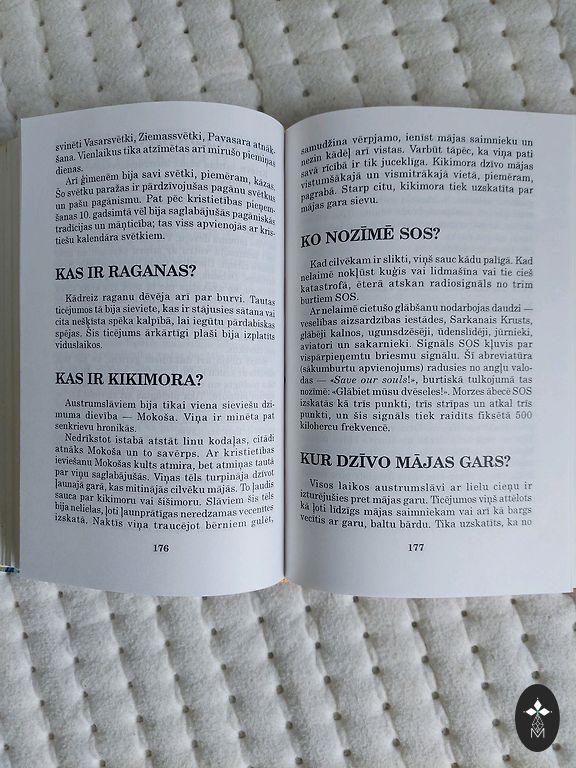 svinēti Vasarsvētki, Ziemassvētki, Pavasara atnāk-
šana. Vienlaikus tika atzīmētas arī mirušo piemiņas
dienas.
Arī ģimenēm bija savi svētki, piemēram, kāzas.
Šo svētku paražas ir pārdzīvojušas pagānu svētkus
un pašu pagānismu. Pat pēc kristietības pieņem-
šanas 10. gadsimtā vēl bija saglabājušās pagāniskās
tradīcijas un māņticība; tas viss apvienojās ar kris-
tiešu kalendāra svētkiem.
KAS IR RAGANAS?
Kādreiz raganu dēvēja arī par burvi. Tautas
ticējumos tā bija sieviete, kas ir stājusies sātana vai
cita nešķīsta spēka kalpībā, lai iegūtu pārdabiskas
spējas. Šis ticējums ārkārtīgi plaši bija izplatīts
viduslaikos.
KAS IR KIKIMORA?
Austrumslāviem bija tikai viena sieviešu dzi-
muma dievība — Mokoša. Viņa ir minēta pat
senkrievu hronikās.
Nedrīkstot istabā atstāt linu kodaļas, citādi
atnāks Mokoša un to savērps. Ar kristietības
ieviešanu Mokošas kults atmira, bet atmiņas tautā
par viņu saglabājušās. Viņas tēls turpināja dzīvot
ļaunajā garā, kas mitinājas cilvēku mājās. To ļaudis
sauca par kikimoru vai šišimoru. Slāviem šis tēls
bija nelielas, ļoti ļaunprātīgas neredzamas vecenītes
izskatā. Naktīs viņa traucējot bērniem gulēt,
176
samudžina vērpjamo, ienīst mājas saimnieku un
nezin kādēļ arī vistas. Varbūt tāpēc, ka viņa pati
savā rīcībā ir tik juceklīga. Kikimora dzīvo mājas
vistumšākajā un vismitrākajā vietā, piemēram,
pagrabā. Starp citu, kikimora tiek uzskatīta par
mājas gara sievu.
KO NOZĪMĒ SOS?
Kad cilvēkam ir slikti, viņš sauc kādu palīgā. Kad
nelaimē nokļūst kuģis vai lidmašīna vai tie cieš
katastrofā, ēterā atskan radiosignāls no trim
burtiem SOS.
Ar nelaimē cietušo glābšanu nodarbojas daudzi —
veselības aizsardzības iestādes, Sarkanais Krusts,
glābēji kalnos, ugunsdzēsēji, ūdenslīdēji, jūrnieki,
aviatori un sakarnieki. Signāls SOS kļuvis par
vispārpieņemtu briesmu signālu. Šī abreviatūra
(sākumburtu apvienojums) radusies no angļu valo-
das — «Save our souls!», burtiskā tulkojumā tas
nozīmē: «Glābiet mūsu dvēseles!». Morzes ābecē SOS
izskatās kā trīs punkti, trīs strīpas un atkal trīs
punkti, un šis signāls tiek raidīts fiksētā 500
kilohercu frekvencē.
KUR DZĪVO MĀJAS GARS?
Visos laikos austrumslāvi ar lielu cieņu ir
izturējušies pret mājas garu. Ticējumos viņš attēlots
kā ļoti līdzīgs mājas saimniekam vai arī kā bargs
vecītis ar garu, baltu bārdu. Tika uzskatīts, ka no
177
M